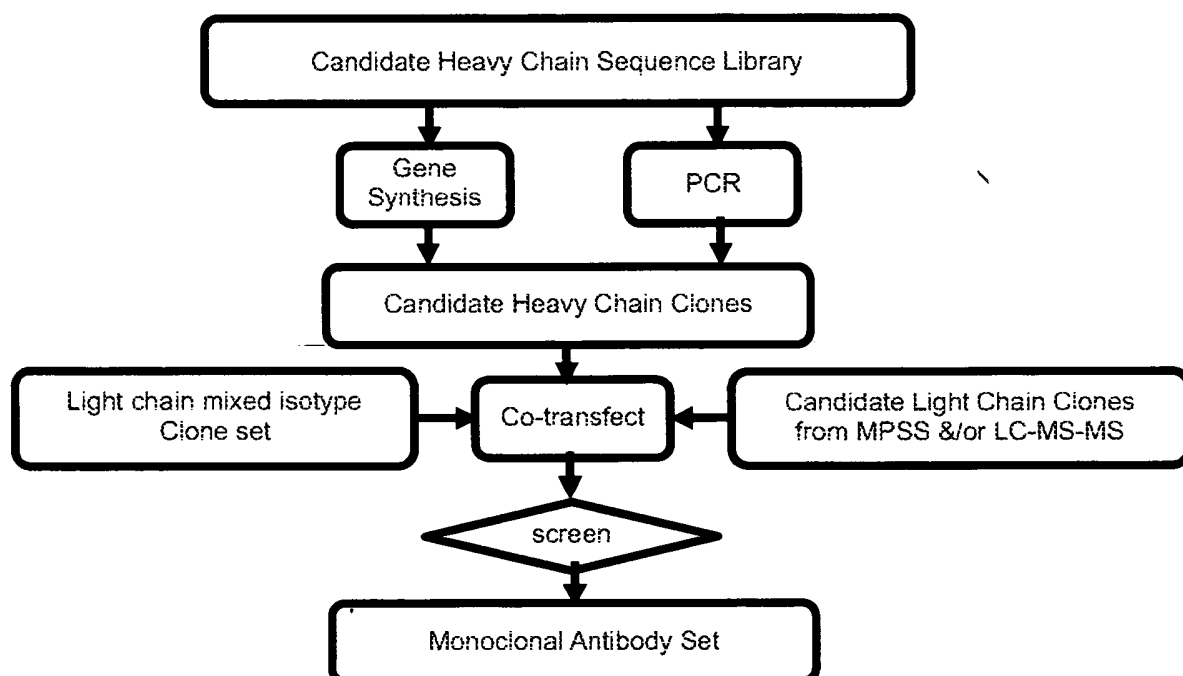 Candidate Heavy Chain Sequence Library
Gene
Synthesis
PCR
Candidate Heavy Chain Clones
Light chain mixed isotype
Clone set
Co-transfect
Candidate Light Chain Clones
from MPSS &/or LC-MS-MS
screen
Monoclonal Antibody Set